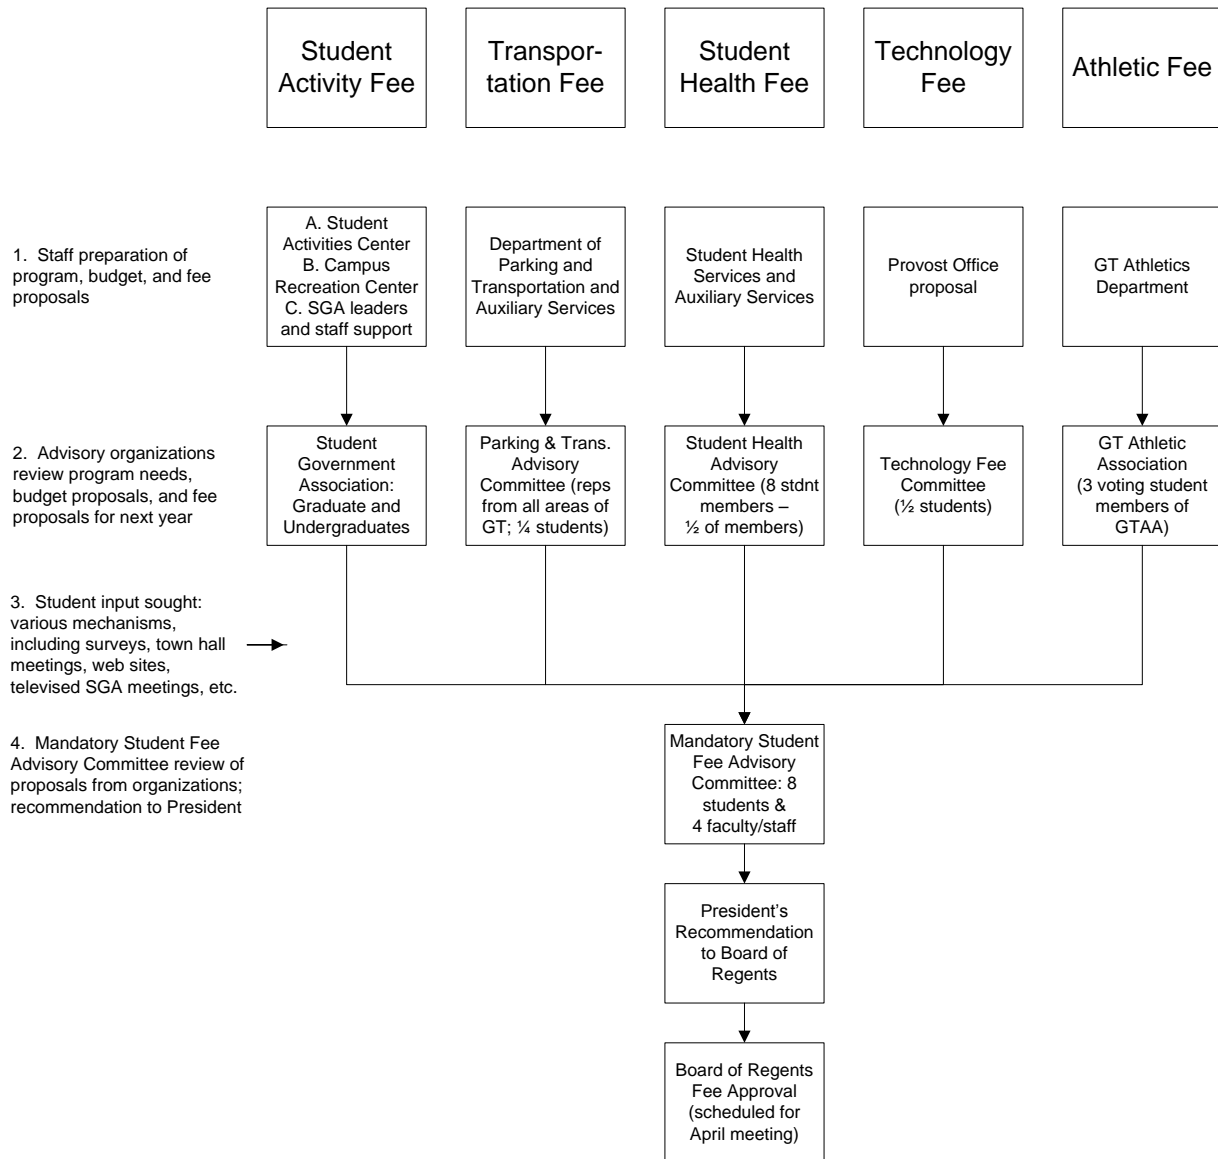 Student
Activity Fee
Transpor-
tation Fee
Student
Health Fee
Technology
Fee
Athletic Fee
1.  Staff preparation of
program, budget, and fee
proposals
A. Student
Activities Center
B. Campus
Recreation Center
C. SGA leaders
and staff support
Department of
Parking and
Transportation and
Auxiliary Services
Student Health
Services and
Auxiliary Services
Provost Office
proposal
GT Athletics
Department
2.  Advisory organizations
review program needs,
budget proposals, and fee
proposals for next year
Student
Government
Association:
Graduate and
Undergraduates
Parking & Trans.
Advisory
Committee (reps
from all areas of
GT; ¼ students)
Student Health
Advisory
Committee (8 stdnt
members –
½ of members)
Technology Fee
Committee
(½ students)
GT Athletic
Association
(3 voting student
members of
GTAA)
3.  Student input sought:
various mechanisms,
including surveys, town hall
meetings, web sites,
televised SGA meetings, etc.
4.  Mandatory Student Fee
Advisory Committee review of
proposals from organizations;
recommendation to President
Mandatory Student
Fee Advisory
Committee: 8
students &
4 faculty/staff
President’s
Recommendation
to Board of
Regents
Board of Regents
Fee Approval
(scheduled for
April meeting)